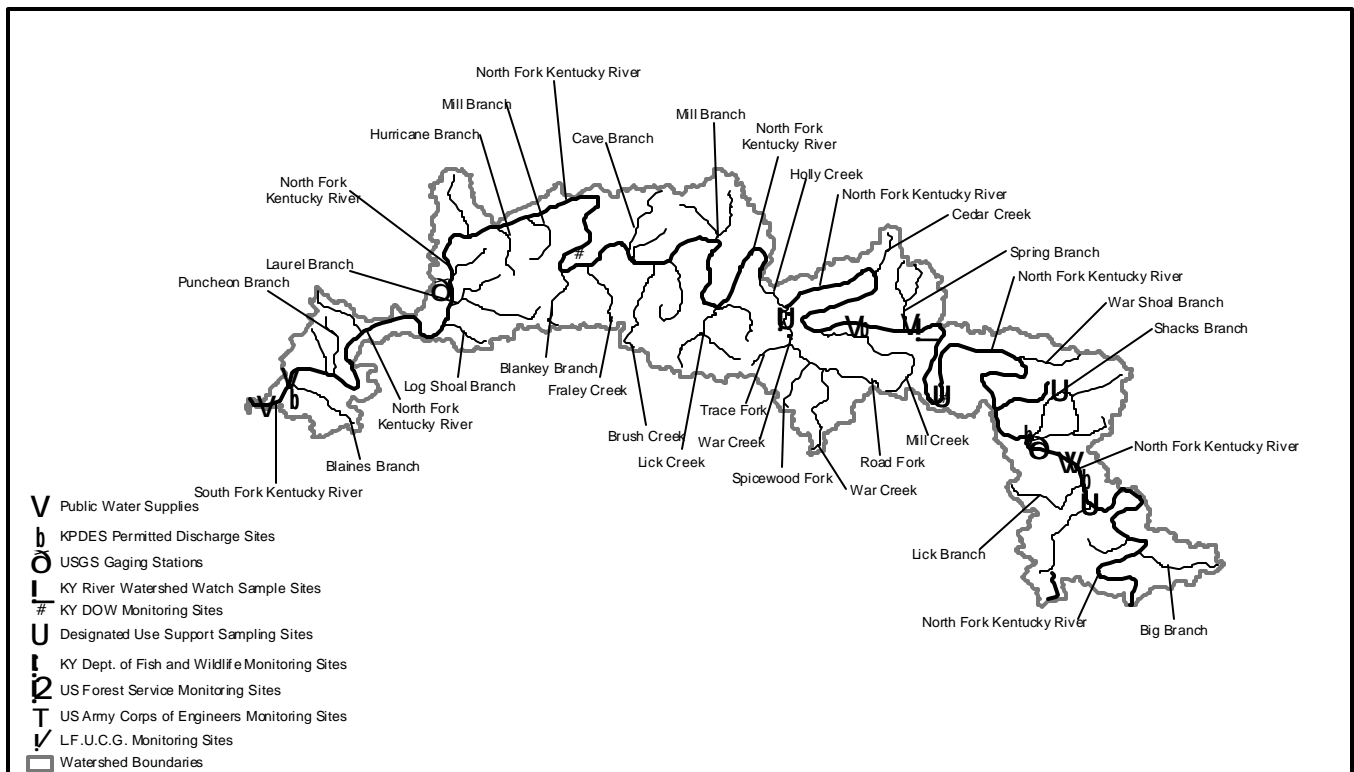 North Fork Kentucky River
Mill Branch
Hurricane Branch
Cave Branch
Mill Branch
North Fork
Kentucky River
Holly Creek
North Fork Kentucky River
Cedar Creek
North Fork
Kentucky River
Spring Branch
North Fork Kentucky River
Laurel Branch
Puncheon Branch
War Shoal Branch
Shacks Branch
Log Shoal Branch
Blankey Branch
Fraley Creek
North Fork
Kentucky River
Trace Fork
Brush Creek
War Creek
Mill Creek
North Fork Kentucky River
Blaines Branch
Lick Creek
Road Fork
Spicewood Fork
War Creek
South Fork Kentucky River
Lick Branch
North Fork Kentucky River
Big Branch
V Public Water Supplies
þ KPDES Permitted Discharge Sites
ð USGS Gaging Stations
! KY River Watershed Watch Sample Sites
# KY DOW Monitoring Sites
U Designated Use Support Sampling Sites
KY Dept. of Fish and Wildlife Monitoring Sites
US Forest Service Monitoring Sites
T US Army Corps of Engineers Monitoring Sites
L.F.U.C.G. Monitoring Sites
Watershed Boundaries